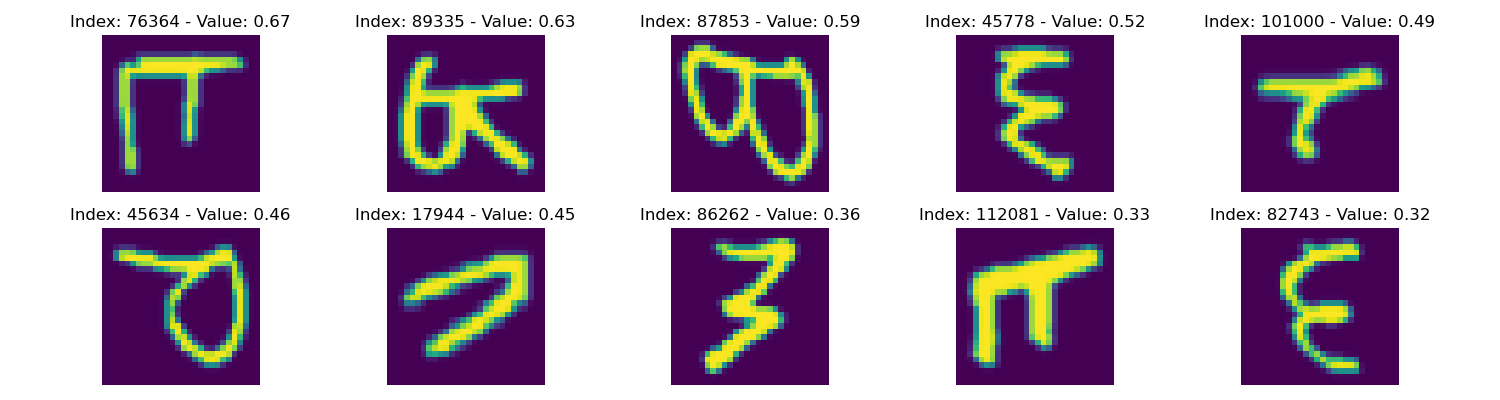 Index: 76364 - Value: 0.67 Index: 89335 - Value: 0.63 Index: 87853 - Value: 0.59 Index: 45778 - Value: 0.52 Index: 101000 - Value: 0.49
Index: 45634 - Value: 0.46 Index: 17944 - Value: 0.45 Index: 86262 - Value: 0.36 Index: 112081 - Value: 0.33 Index: 82743 - Value: 0.32